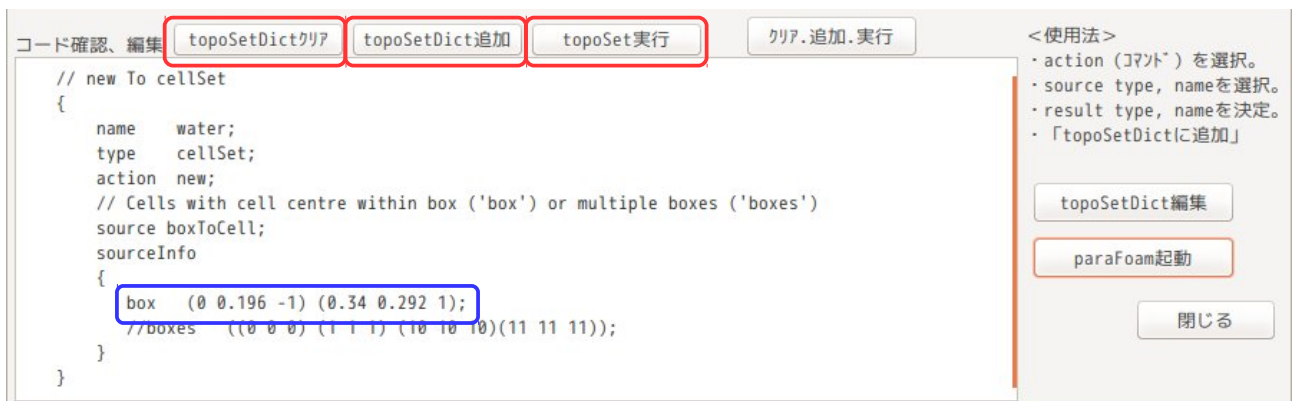 コード確認、編集 topoSetDictｸﾘｱ topoSetDict追加 topoSet実行 ｸﾘｱ.追加.実行
// new To cellSet
{
name water;
type cellSet;
action new;
// Cells with cell centre within box ('box') or multiple boxes ('boxes')
source boxToCell;
sourceInfo
{
box (0 0.196 -1) (0.34 0.292 1);
//boxes ((0 0 0) (1 1 1) (10 10 10)(11 11 11));
}
}
<使用法>
・action (ｺﾏﾝﾄﾞ) を選択。
・source type, nameを選択。
・result type, nameを決定。
・「topoSetDictに追加」
topoSetDict編集
paraFoam起動
閉じる